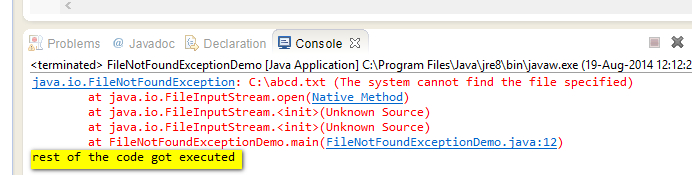 Problems @ Javadoc Declaration Console
<terminated> FileNotFoundExceptionDemo [Java Application] C:\Program Files\Java\jre8\bin\javaw.exe (19-Aug-2014 12:12:2
java.io.FileNotFoundException: C:\abcd.txt (The system cannot find the file specified)
at java.io.FileInputStream.open(Native Method)
at java.io.FileInputStream.<init>(Unknown Source)
at java.io.FileInputStream.<init>(Unknown Source)
at FileNotFoundExceptionDemo.main(FileNotFoundExceptionDemo.java:12)
rest of the code got executed